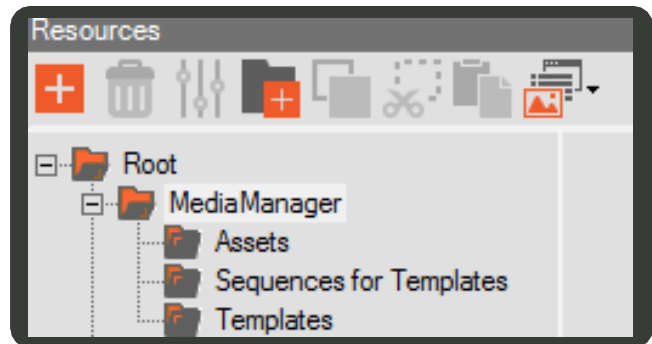 Resources
Root
MediaManager
Assets
Sequences for Templates
Templates